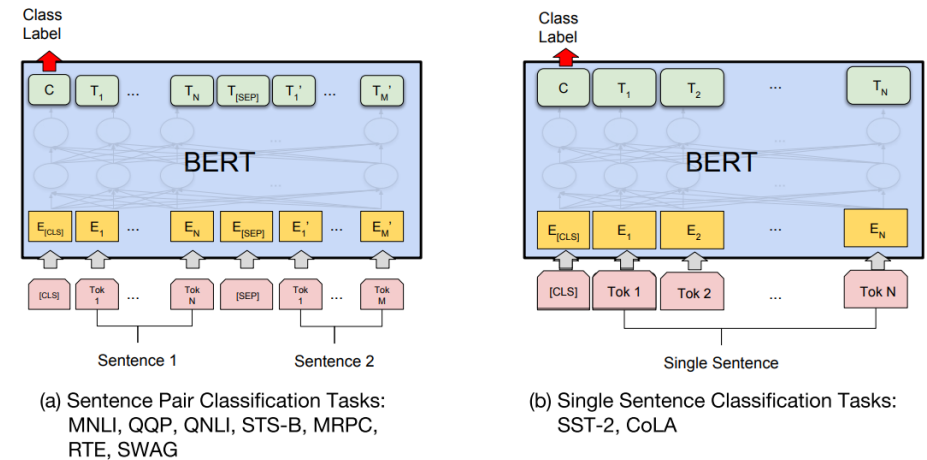 Class
Label
C T1 ... TN T[SEP] T1' ... TM'
...
BERT
...
E[CLS] E1 ... EN E[SEP] E1' ... EM'
[CLS] Tok 1 ... Tok N [SEP] Tok 1 ... Tok M
Sentence 1 Sentence 2
(a) Sentence Pair Classification Tasks:
MNLI, QQP, QNLI, STS-B, MRPC,
RTE, SWAG
Class
Label
C T1 T2 ... TN
...
BERT
...
E[CLS] E1 E2 ... EN
[CLS] Tok 1 Tok 2 ... Tok N
Single Sentence
(b) Single Sentence Classification Tasks:
SST-2, CoLA